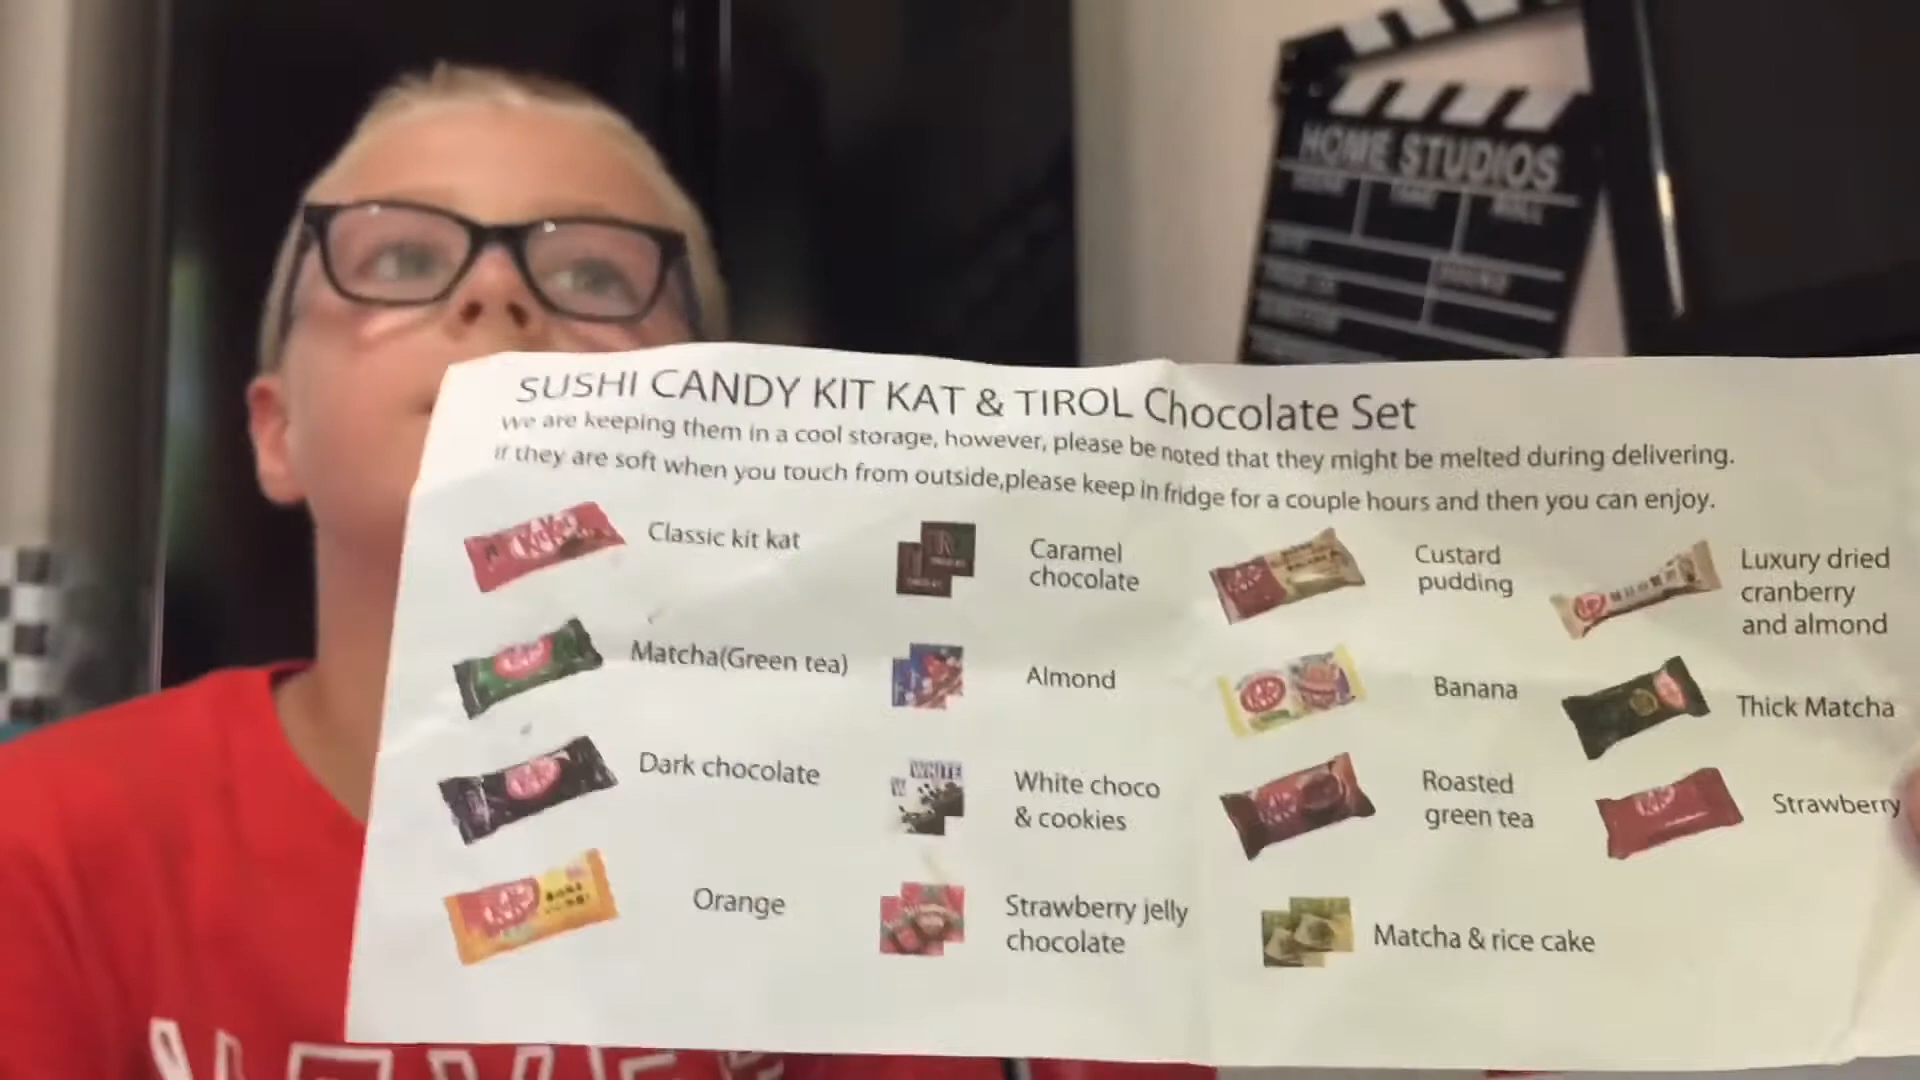 HOME STUDIOS
SUSHI CANDY KIT KAT & TIROL Chocolate Set
We are keeping them in a cool storage, however, please be noted that they might be melted during delivering.
If they are soft when you touch from outside,please keep in fridge for a couple hours and then you can enjoy.
Classic kit kat
Matcha(Green tea)
Dark chocolate
Orange
Caramel
chocolate
Almond
WHITE
White choco
& cookies
Strawberry jelly
chocolate
Custard
pudding
Banana
Roasted
green tea
Matcha & rice cake
Luxury dried
cranberry
and almond
Thick Matcha
Strawberry